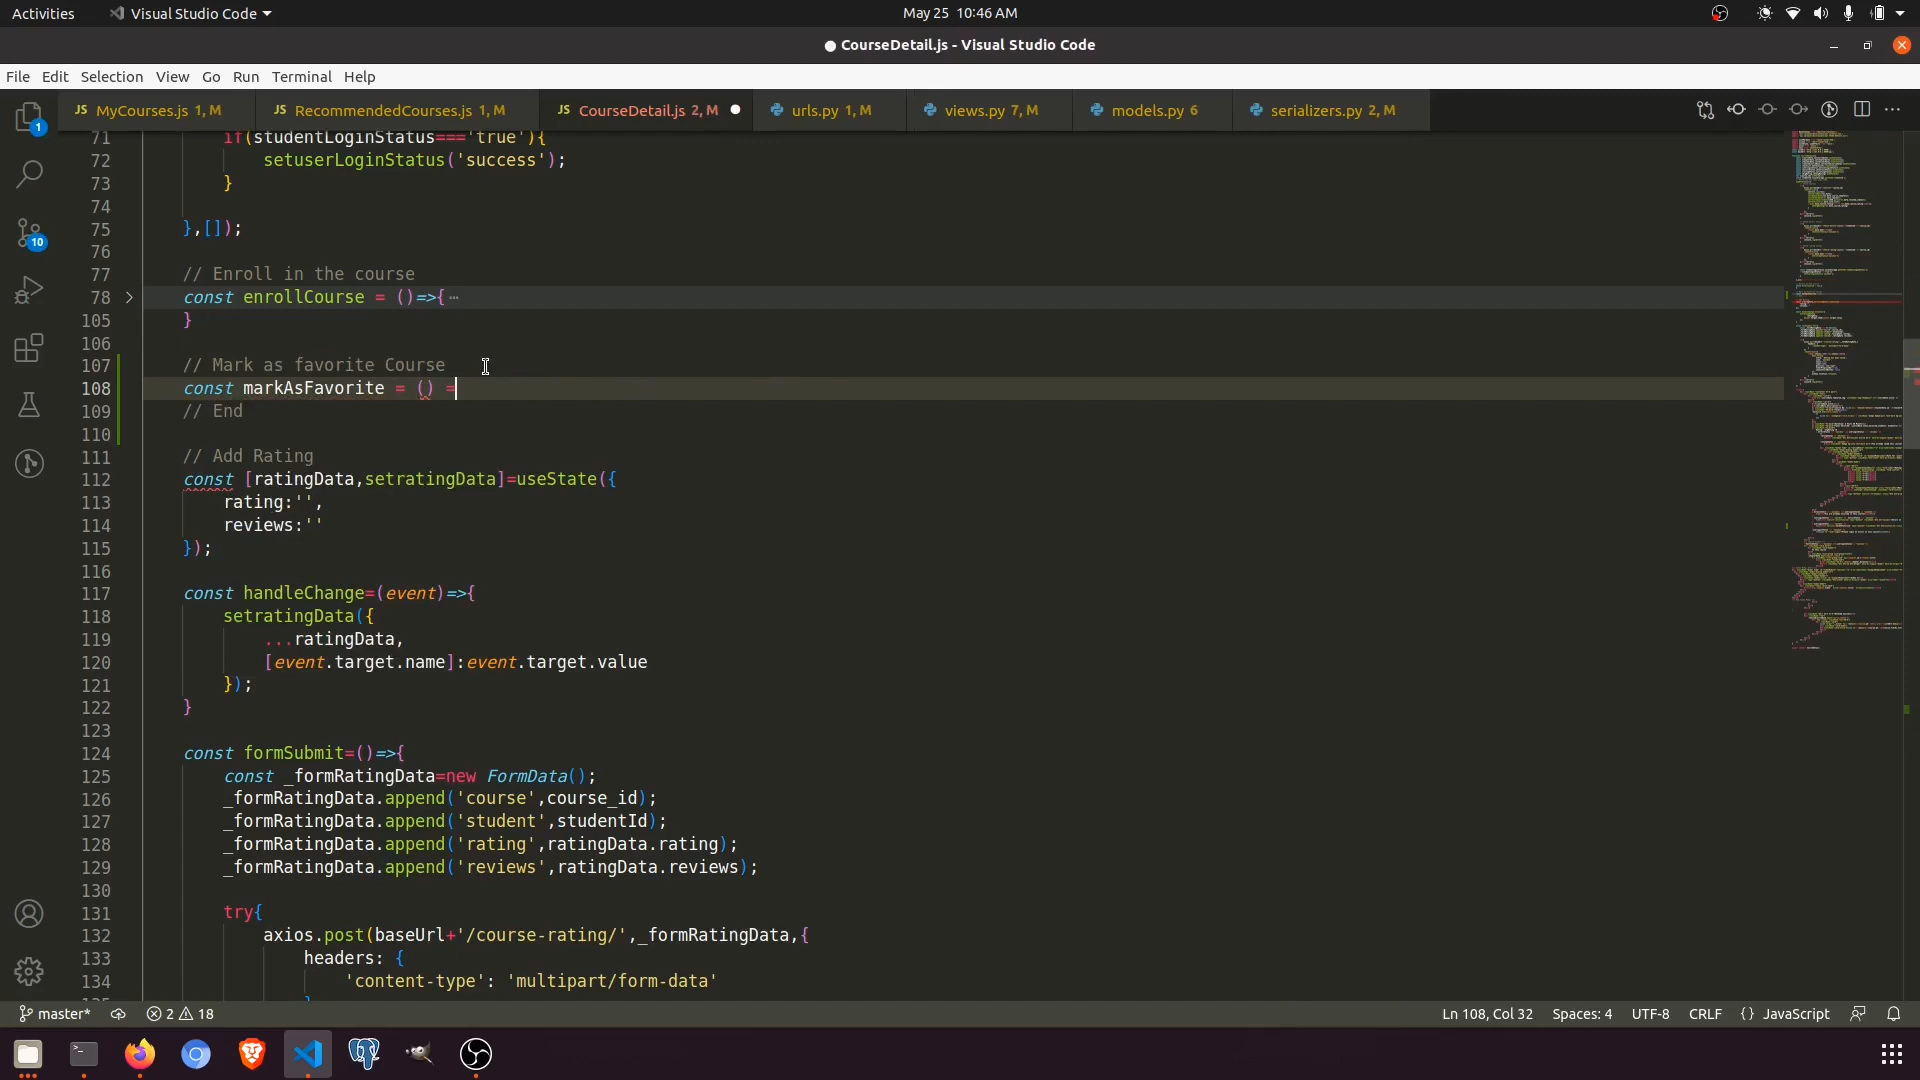 Activities Visual Studio Code May 25 10:46 AM
CourseDetail.js - Visual Studio Code
File Edit Selection View Go Run Terminal Help
JS MyCourses.js 1, M JS RecommendedCourses.js 1, M JS CourseDetail.js 2, M urls.py 1, M views.py 7, M models.py 6 serializers.py 2, M
71 if(studentLoginStatus==='true'){
72 setuserLoginStatus('success');
73 }
74
75 },[]);
76
77 // Enroll in the course
78 const enrollCourse = ()=>{⋯
105 }
106
107 // Mark as favorite Course
108 const markAsFavorite = () =
109 // End
110
111 // Add Rating
112 const [ratingData,setratingData]=useState({
113 rating:'',
114 reviews:''
115 });
116
117 const handleChange=(event)=>{
118 setratingData({
119 ...ratingData,
120 [event.target.name]:event.target.value
121 });
122 }
123
124 const formSubmit=()=>{
125 const _formRatingData=new FormData();
126 _formRatingData.append('course',course_id);
127 _formRatingData.append('student',studentId);
128 _formRatingData.append('rating',ratingData.rating);
129 _formRatingData.append('reviews',ratingData.reviews);
130
131 try{
132 axios.post(baseUrl+'/course-rating/',_formRatingData,{
133 headers: {
134 'content-type': 'multipart/form-data'
1
10
master* 2 18 Ln 108, Col 32 Spaces: 4 UTF-8 CRLF {} JavaScript